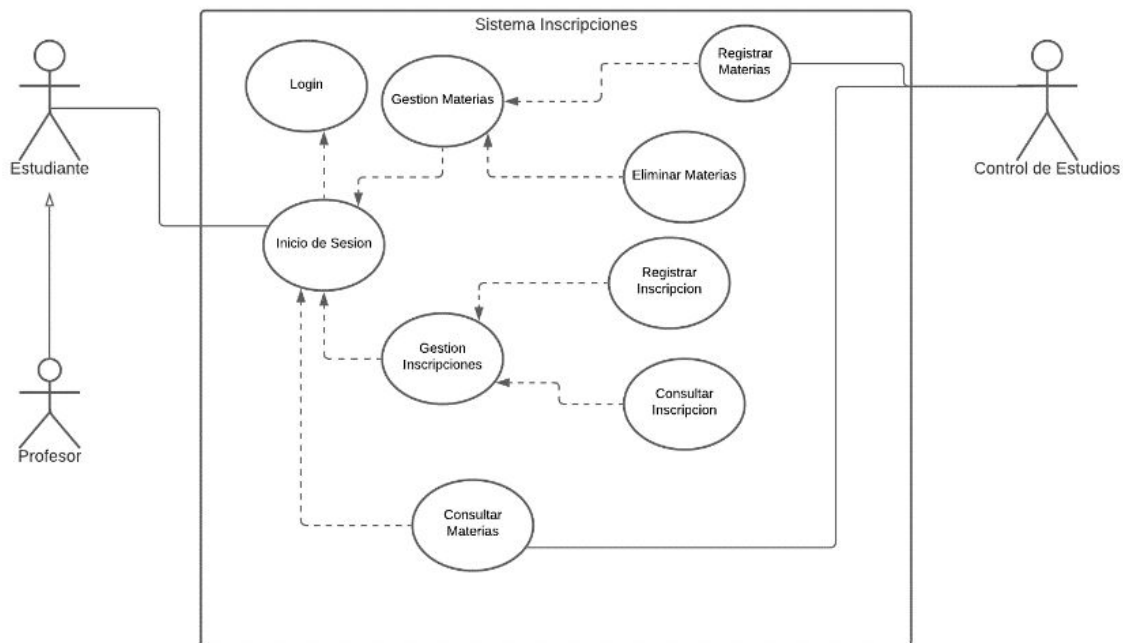 Sistema Inscripciones
Login
Gestion Materias
Registrar
Materias
Estudiante
Control de Estudios
Eliminar Materias
Inicio de Sesion
Registrar
Inscripcion
Gestion
Inscripciones
Consultar
Inscripcion
Profesor
Consultar
Materias